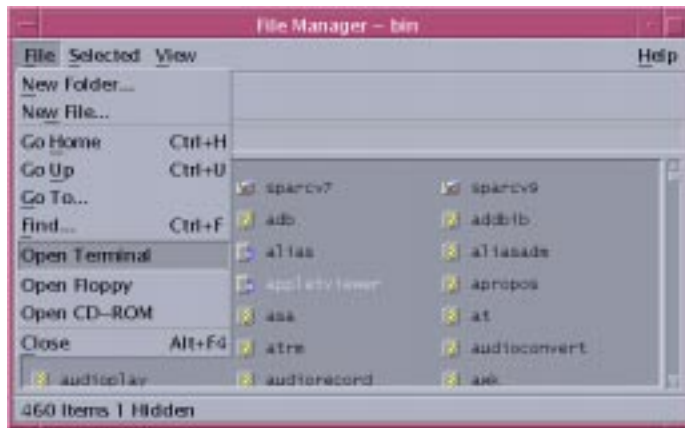 File Manager – bin
File Selected View Help
New Folder...
New File...
Go Home Ctrl+H
Go Up Ctrl+U
Go To...
Find... Ctrl+F
Open Terminal
Open Floppy
Open CD–ROM
Close Alt+F4
sparcv7 sparcv9
adb addbib
alias aliasadm
appletviewer apropos
asa at
atrm audioconvert
audioplay audiorecord awk
460 Items 1 Hidden